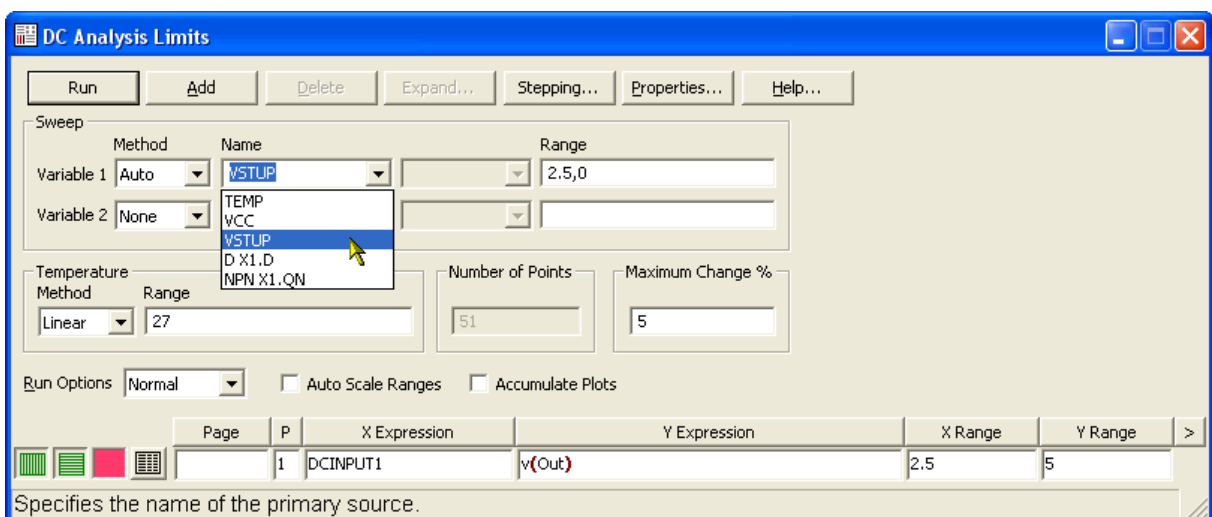 DC Analysis Limits
Run Add Delete Expand... Stepping... Properties... Help...
Sweep
Method Name Range
Variable 1 Auto VSTUP 2.5,0
TEMP
Variable 2 None VCC
VSTUP
D X1.D
NPN X1.QN
Temperature Number of Points Maximum Change %
Method Range
Linear 27 51 5
Run Options Normal Auto Scale Ranges Accumulate Plots
Page P X Expression Y Expression X Range Y Range >
1 DCINPUT1 v(Out) 2.5 5
Specifies the name of the primary source.